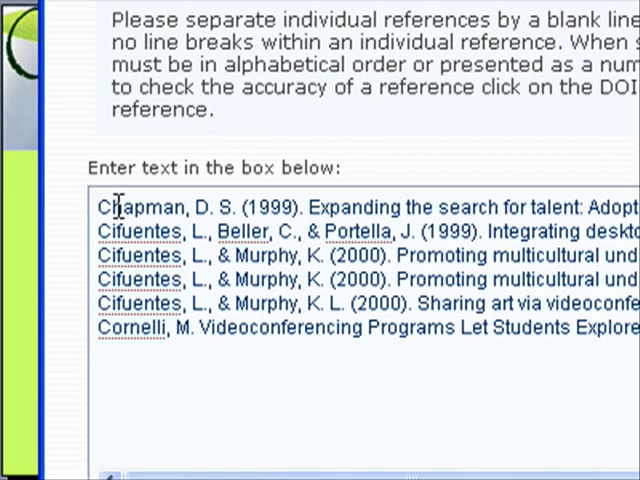 Please separate individual references by a blank line
no line breaks within an individual reference. When
must be in alphabetical order or presented as a num
to check the accuracy of a reference click on the DOI
reference.
Enter text in the box below:
Chapman, D. S. (1999). Expanding the search for talent: Adopt
Cifuentes, L., Beller, C., & Portella, J. (1999). Integrating deskto
Cifuentes, L., & Murphy, K. (2000). Promoting multicultural und
Cifuentes, L., & Murphy, K. (2000). Promoting multicultural und
Cifuentes, L., & Murphy, K. L. (2000). Sharing art via videoconfe
Cornelli, M. Videoconferencing Programs Let Students Explore